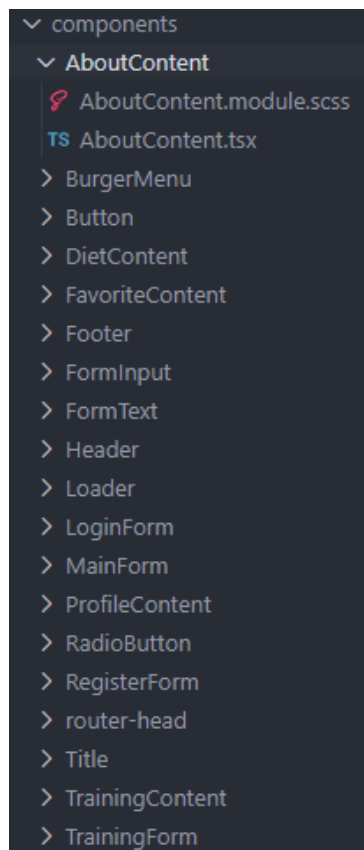 components
AboutContent
AboutContent.module.scss
TS AboutContent.tsx
BurgerMenu
Button
DietContent
FavoriteContent
Footer
FormInput
FormText
Header
Loader
LoginForm
MainForm
ProfileContent
RadioButton
RegisterForm
router-head
Title
TrainingContent
TrainingForm